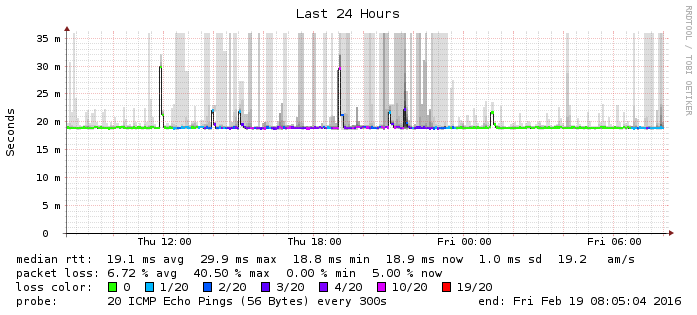 Last 24 Hours
RRDTOOL / TOBI OETIKER
Seconds
35 m
30 m
25 m
20 m
15 m
10 m
5 m
0
Thu 12:00 Thu 18:00 Fri 00:00 Fri 06:00
median rtt: 19.1 ms avg 29.9 ms max 18.8 ms min 18.9 ms now 1.0 ms sd 19.2 am/s
packet loss: 6.72 % avg 40.50 % max 0.00 % min 5.00 % now
loss color: 0 1/20 2/20 3/20 4/20 10/20 19/20
probe: 20 ICMP Echo Pings (56 Bytes) every 300s end: Fri Feb 19 08:05:04 2016